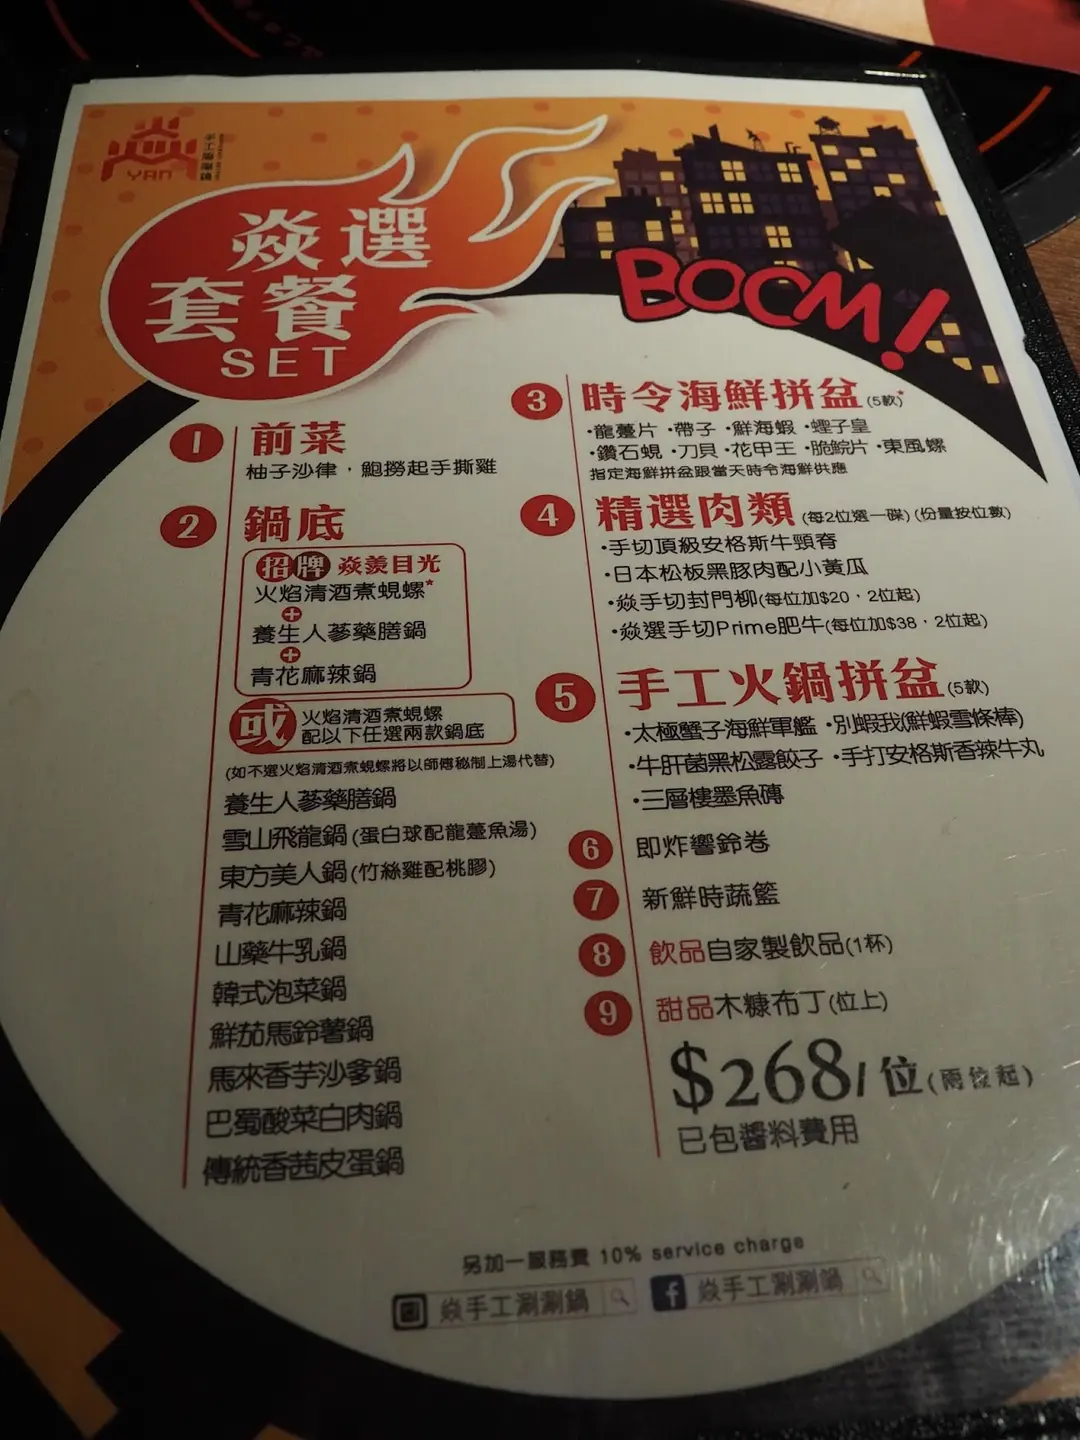 YAN
焱選
套餐
SET
BOOM!
1 前菜
柚子沙律，鮑撈起手撕雞
2 鍋底
招牌 焱羨目光
火焰清酒煮蜆螺*
+
養生人蔘藥膳鍋
+
青花麻辣鍋
或 火焰清酒煮蜆螺
配以下任選兩款鍋底
(如不選火焰清酒煮蜆螺將以師傅秘制上湯代替)
養生人蔘藥膳鍋
雪山飛龍鍋(蛋白球配龍躉魚湯)
東方美人鍋(竹絲雞配桃膠)
青花麻辣鍋
山藥牛乳鍋
韓式泡菜鍋
鮮茄馬鈴薯鍋
馬來香芋沙爹鍋
巴蜀酸菜白肉鍋
傳統香茜皮蛋鍋
3 時令海鮮拼盆(5款)*
·龍躉片 ·帶子 ·鮮海蝦 ·蟶子皇
·鑽石蜆 ·刀貝 ·花甲王 ·脆鯇片 ·東風螺
指定海鮮拼盆跟當天時令海鮮供應
4 精選肉類(每2位選一碟)(份量按位數)
·手切頂級安格斯牛頸脊
·日本松板黑豚肉配小黃瓜
·焱手切封門柳(每位加$20，2位起)
·焱選手切Prime肥牛(每位加$38，2位起)
5 手工火鍋拼盆(5款)
·太極蟹子海鮮軍艦 ·別蝦我(鮮蝦雪條棒)
·牛肝菌黑松露餃子 ·手打安格斯香辣牛丸
·三層樓墨魚磚
6 即炸響鈴卷
7 新鮮時蔬籃
8 飲品自家製飲品(1杯)
9 甜品木糠布丁(位上)
$268/位(兩位起)
已包醬料費用
另加一服務費 10% service charge
焱手工涮涮鍋
f 焱手工涮涮鍋